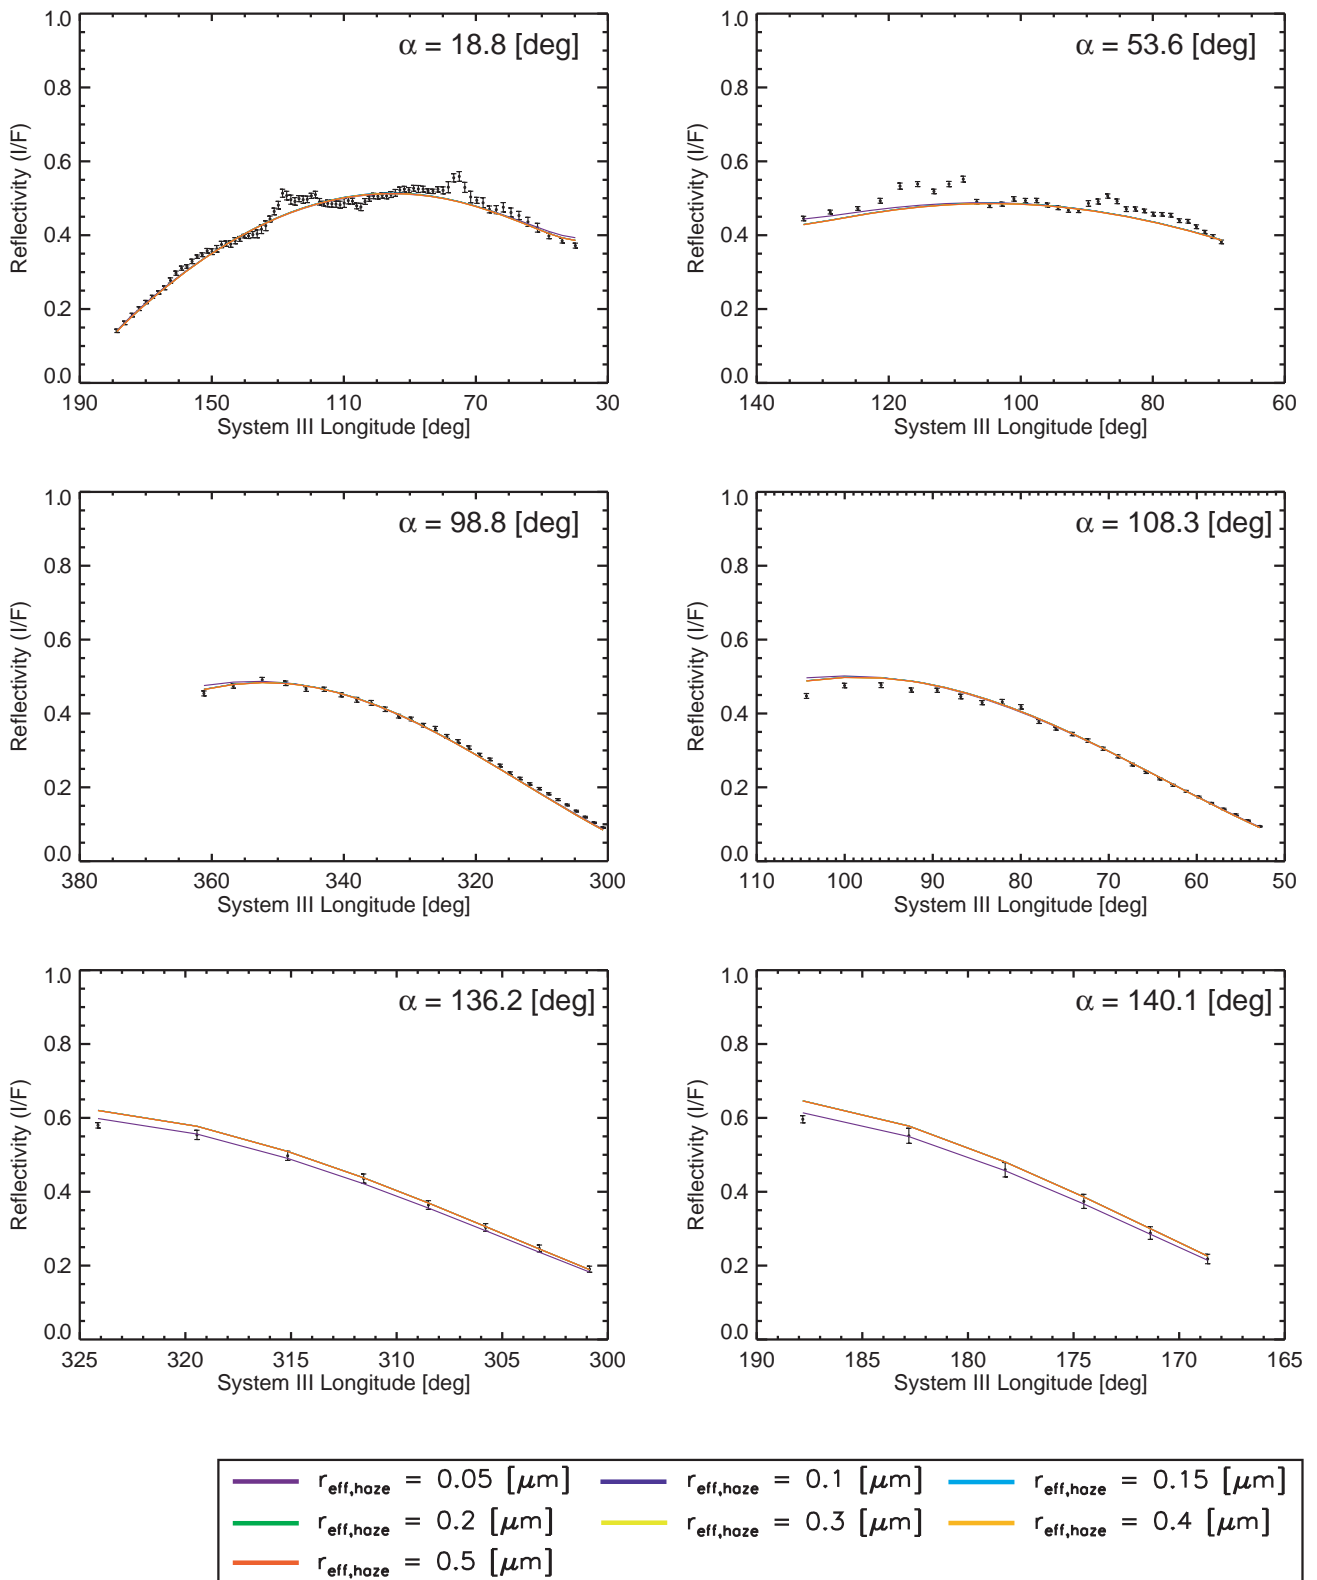 α = 18.8 [deg]
Reflectivity (I/F)
1.0
0.8
0.6
0.4
0.2
0.0
190 150 110 70 30
System III Longitude [deg]
α = 53.6 [deg]
Reflectivity (I/F)
1.0
0.8
0.6
0.4
0.2
0.0
140 120 100 80 60
System III Longitude [deg]
α = 98.8 [deg]
Reflectivity (I/F)
1.0
0.8
0.6
0.4
0.2
0.0
380 360 340 320 300
System III Longitude [deg]
α = 108.3 [deg]
Reflectivity (I/F)
1.0
0.8
0.6
0.4
0.2
0.0
110 100 90 80 70 60 50
System III Longitude [deg]
α = 136.2 [deg]
Reflectivity (I/F)
1.0
0.8
0.6
0.4
0.2
0.0
325 320 315 310 305 300
System III Longitude [deg]
α = 140.1 [deg]
Reflectivity (I/F)
1.0
0.8
0.6
0.4
0.2
0.0
190 185 180 175 170 165
System III Longitude [deg]
r eff,haze = 0.05 [μm] r eff,haze = 0.1 [μm] r eff,haze = 0.15 [μm]
r eff,haze = 0.2 [μm] r eff,haze = 0.3 [μm] r eff,haze = 0.4 [μm]
r eff,haze = 0.5 [μm]